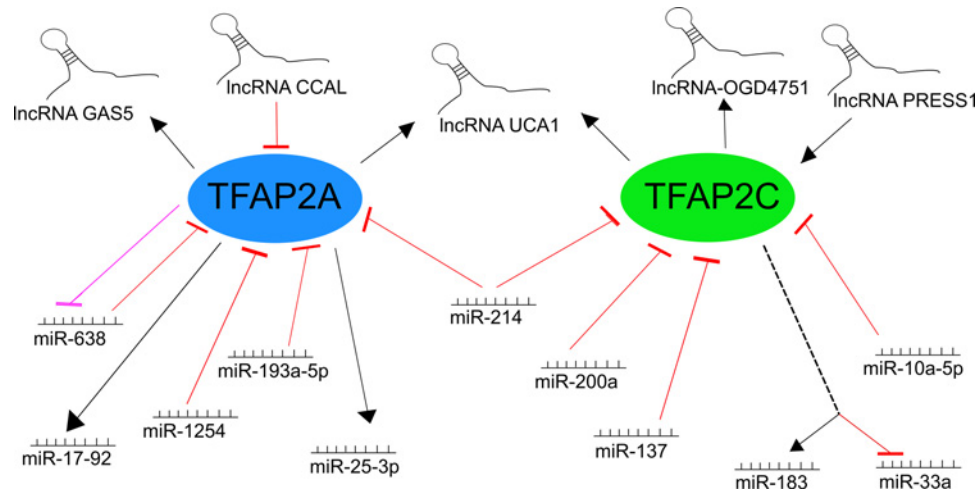 lncRNA GAS5
lncRNA CCAL
lncRNA UCA1
lncRNA-OGD4751
lncRNA PRESS1
TFAP2A
TFAP2C
miR-638
miR-193a-5p
miR-214
miR-200a
miR-10a-5p
miR-17-92
miR-1254
miR-25-3p
miR-137
miR-183
miR-33a